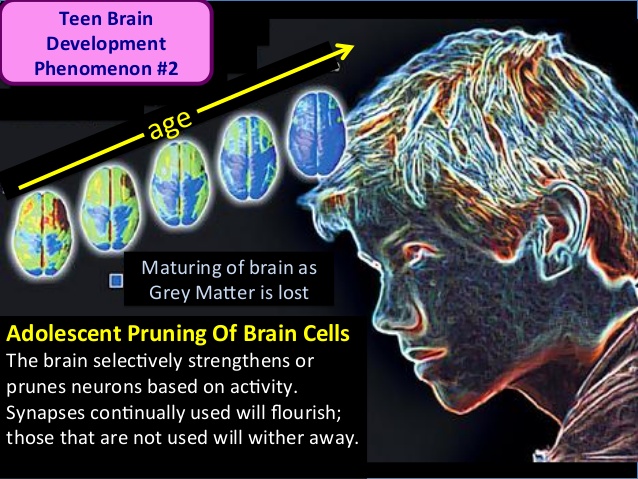 Teen Brain
Development
Phenomenon #2
age
Maturing of brain as
Grey Matter is lost
Adolescent Pruning Of Brain Cells
The brain selectively strengthens or
prunes neurons based on activity.
Synapses continually used will flourish;
those that are not used will wither away.